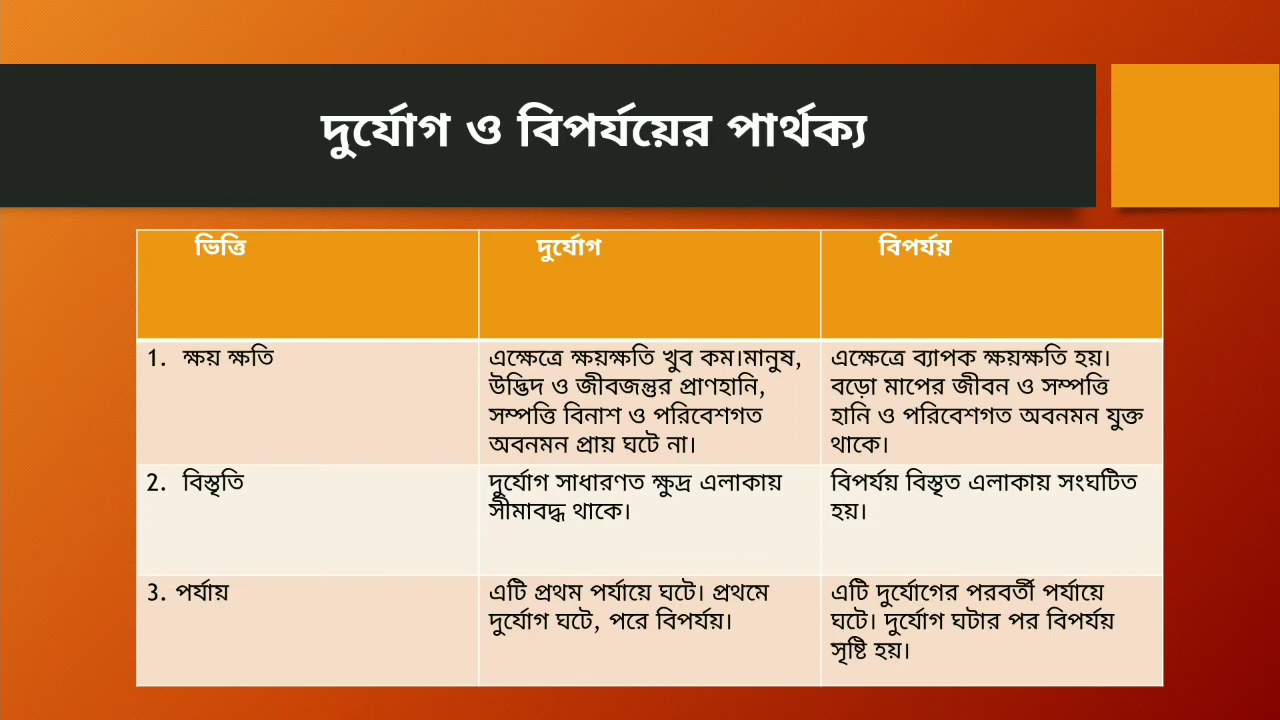 দুর্যোগ ও বিপর্যয়ের পার্থক্য
ভিত্তি
দুর্যোগ
বিপর্যয়
1. ক্ষয় ক্ষতি
এক্ষেত্রে ক্ষয়ক্ষতি খুব কম।মানুষ,
উদ্ভিদ ও জীবজন্তুর প্রাণহানি,
সম্পত্তি বিনাশ ও পরিবেশগত
অবনমন প্রায় ঘটে না।
এক্ষেত্রে ব্যাপক ক্ষয়ক্ষতি হয়।
বড়ো মাপের জীবন ও সম্পত্তি
হানি ও পরিবেশগত অবনমন যুক্ত
থাকে।
2. বিস্তৃতি
দুর্যোগ সাধারণত ক্ষুদ্র এলাকায়
সীমাবদ্ধ থাকে।
বিপর্যয় বিস্তৃত এলাকায় সংঘটিত
হয়।
3. পর্যায়
এটি প্রথম পর্যায়ে ঘটে। প্রথমে
দুর্যোগ ঘটে, পরে বিপর্যয়।
এটি দুর্যোগের পরবর্তী পর্যায়ে
ঘটে। দুর্যোগ ঘটার পর বিপর্যয়
সৃষ্টি হয়।